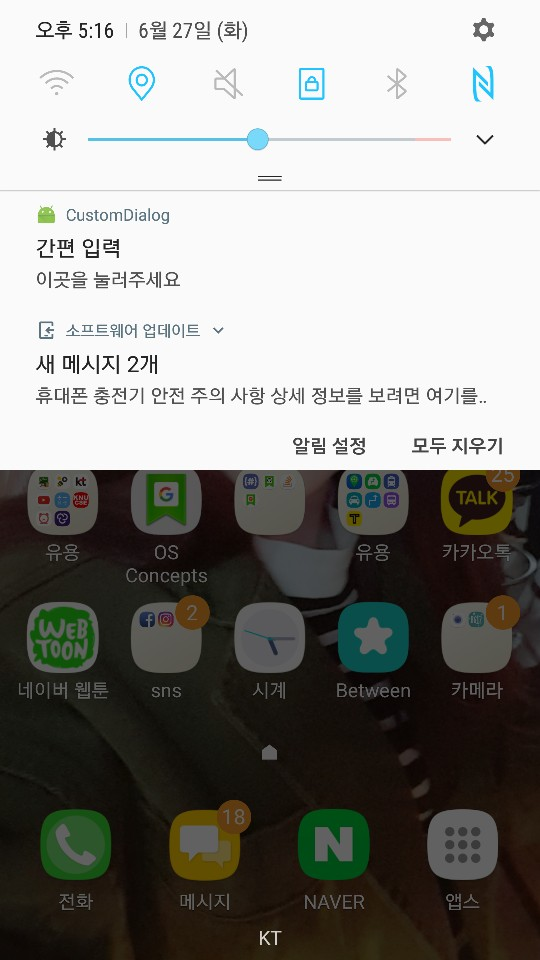 오후 5:16 | 6월 27일 (화)
CustomDialog
간편 입력
이곳을 눌러주세요
소프트웨어 업데이트
새 메시지 2개
휴대폰 충전기 안전 주의 사항 상세 정보를 보려면 여기를..
알림 설정 모두 지우기
kt
KNU
G
{#}
25
TALK
T
유용 OS Concepts 유용 카카오톡
WEB TOON
2
1
네이버 웹툰 sns 시계 Between 카메라
18
N
전화 메시지 NAVER 앱스
KT